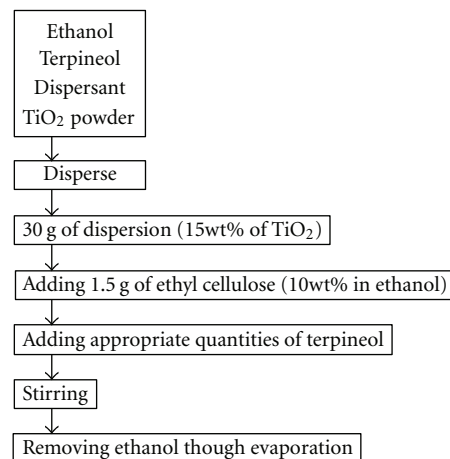 Ethanol
Terpineol
Dispersant
TiO₂ powder
Disperse
30 g of dispersion (15wt% of TiO₂)
Adding 1.5 g of ethyl cellulose (10wt% in ethanol)
Adding appropriate quantities of terpineol
Stirring
Removing ethanol though evaporation